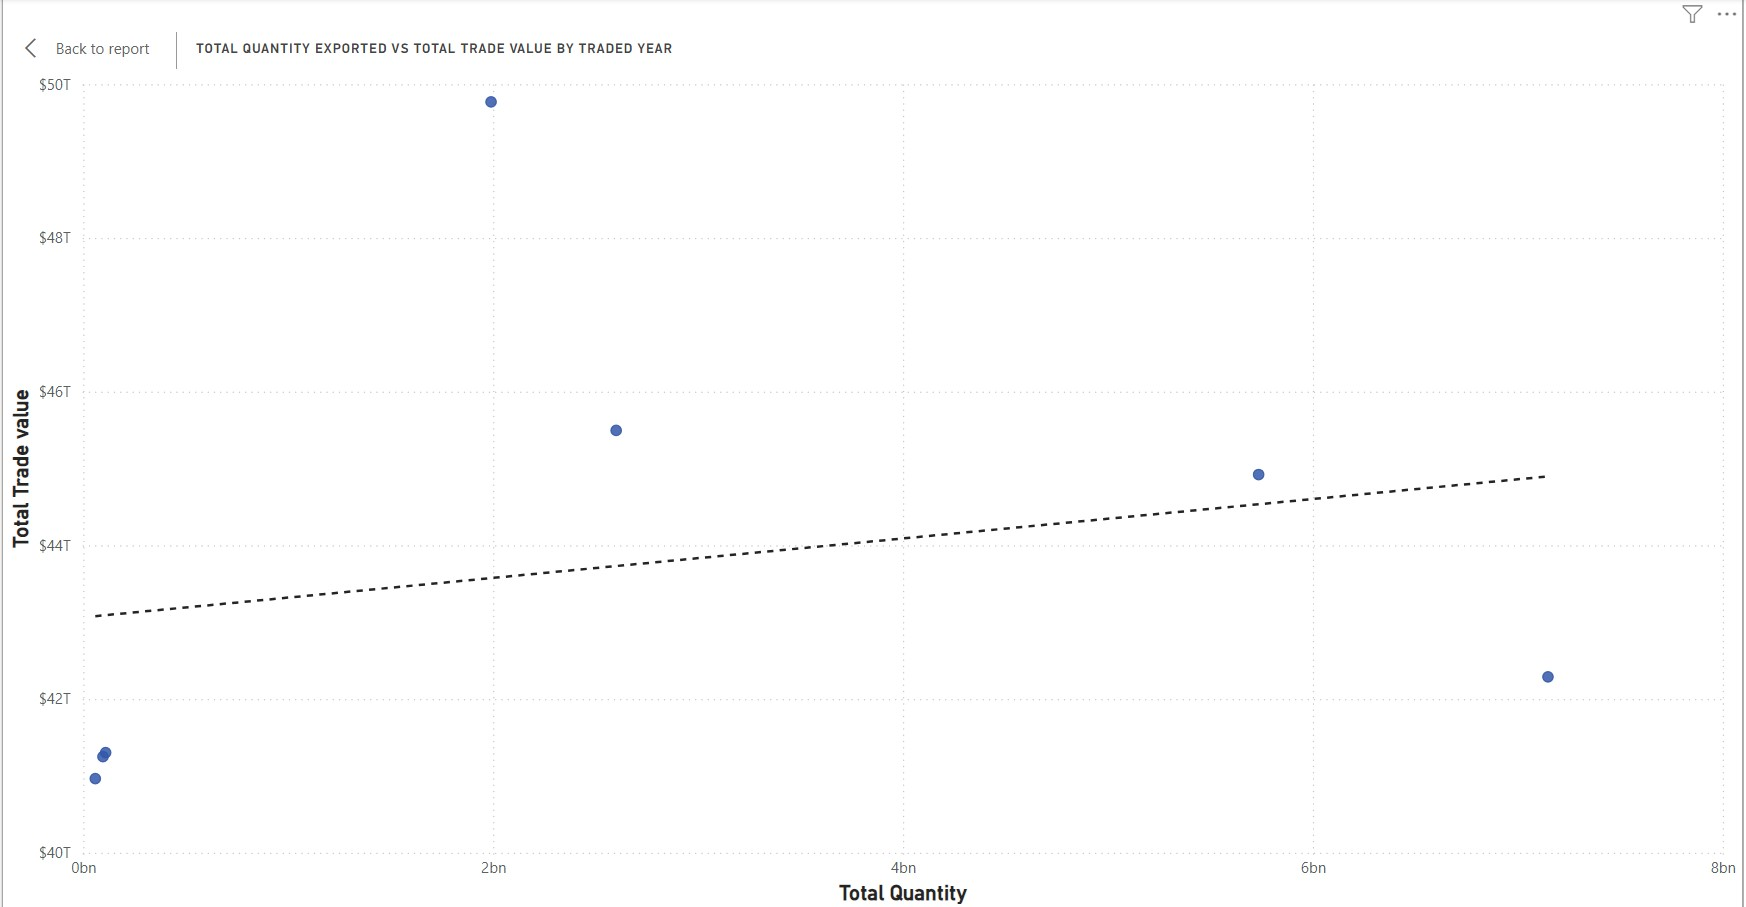 Back to report
TOTAL QUANTITY EXPORTED VS TOTAL TRADE VALUE BY TRADED YEAR
$50T
$48T
$46T
$44T
$42T
$40T
Total Trade value
0bn 2bn 4bn 6bn 8bn
Total Quantity